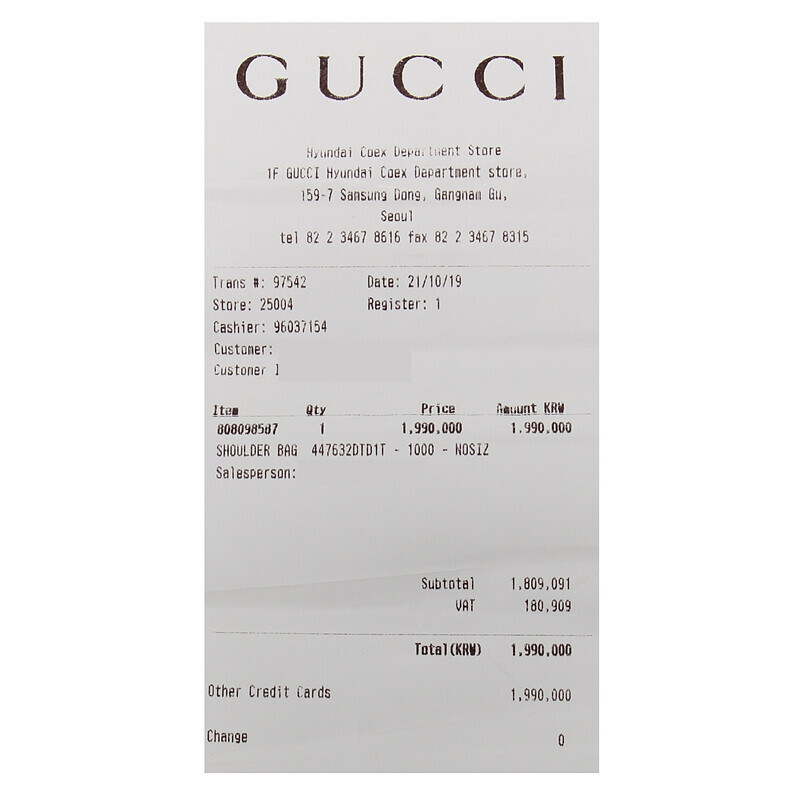 GUCCI
Hyundai Coex Department Store
1F GUCCI Hyundai Coex Department store,
159-7 Samsung Dong, Gangnam Gu,
Seoul
tel 82 2 3467 8616 fax 82 2 3467 8315
Trans #: 97542 Date: 21/10/19
Store: 25004 Register: 1
Cashier: 96037154
Customer:
Customer I
Item Qty Price Amount KRW
808098587 1 1,990,000 1.990,000
SHOULDER BAG 447632DTD1T - 1000 - NOSIZ
Salesperson:
Subtotal 1,809,091
VAT 180,909
Total(KRW) 1,990,000
Other Credit Cards 1,990,000
Change 0